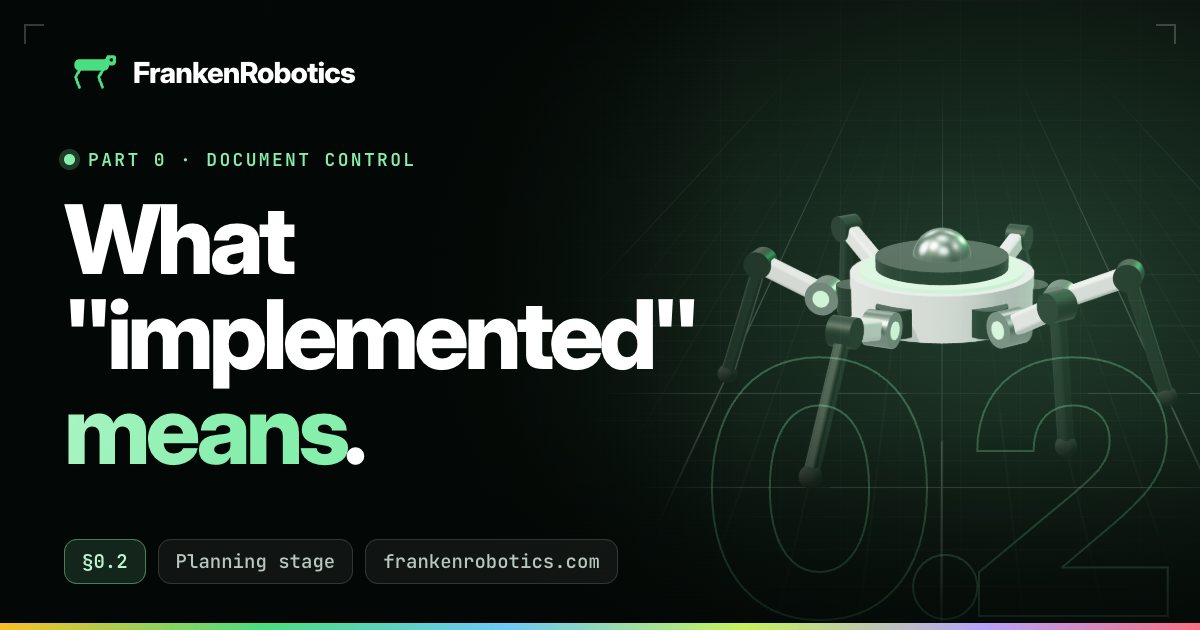 FrankenRobotics
PART 0 · DOCUMENT CONTROL
What
"implemented"
means.
§0.2
Planning stage
frankenrobotics.com
0.2